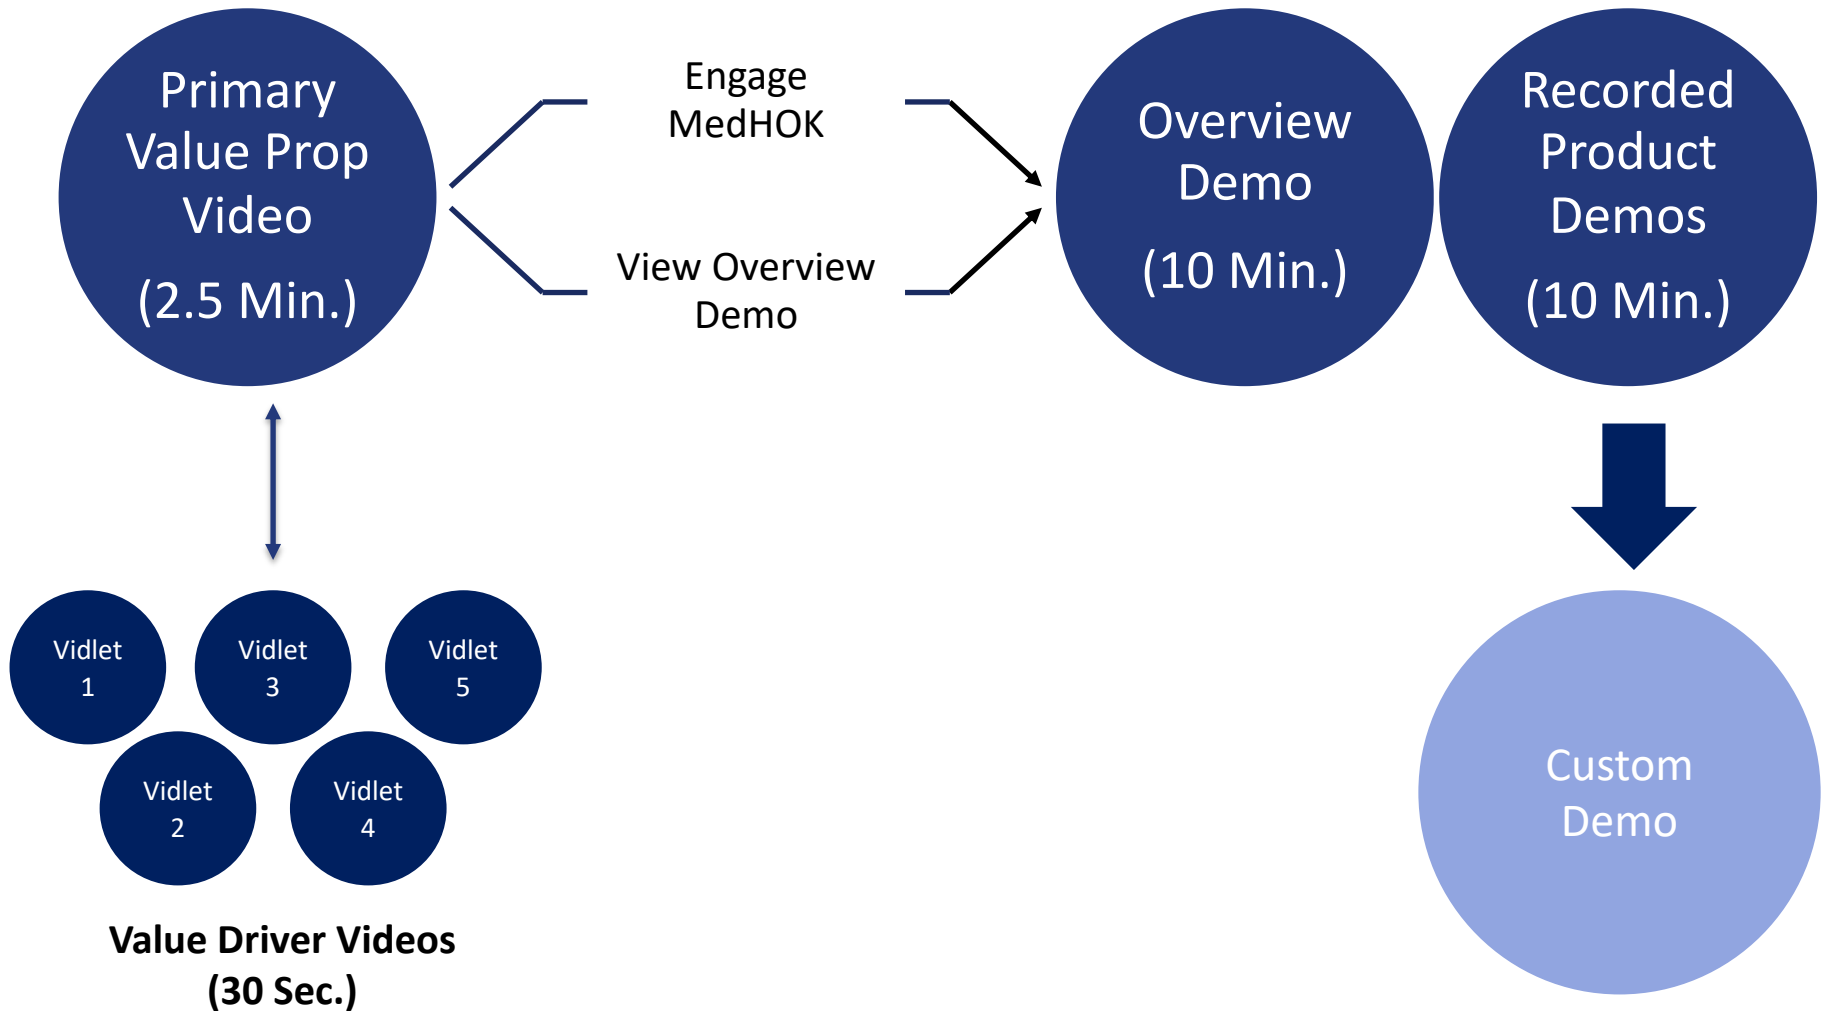 Primary
Value Prop
Video
(2.5 Min.)
Engage
MedHOK
View Overview
Demo
Overview
Demo
(10 Min.)
Recorded
Product
Demos
(10 Min.)
Vidlet
1
Vidlet
3
Vidlet
5
Vidlet
2
Vidlet
4
Value Driver Videos
(30 Sec.)
Custom
Demo